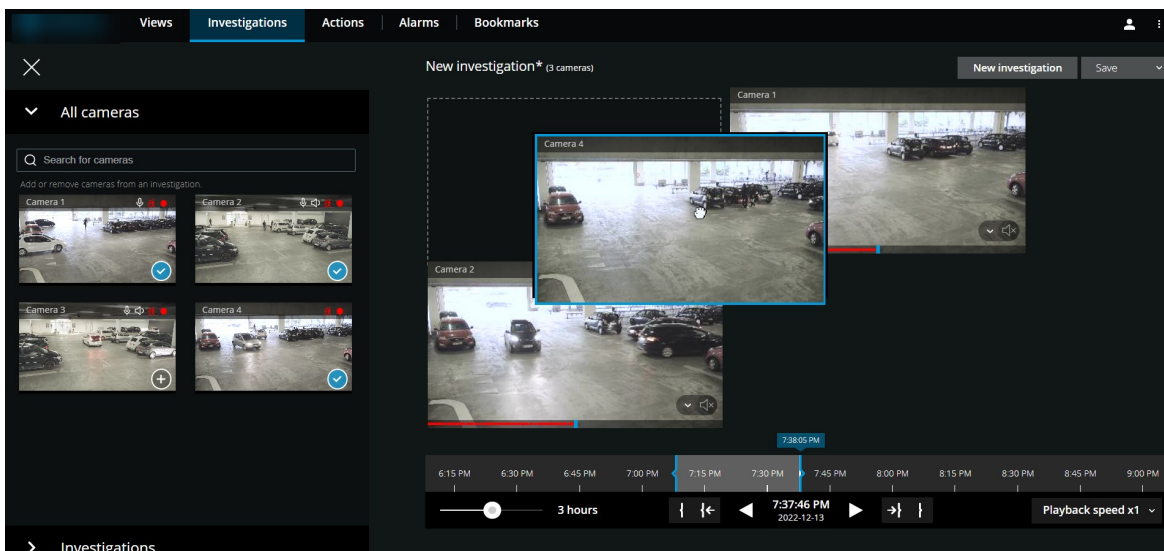 Views Investigations Actions Alarms Bookmarks
New investigation* (3 cameras) New investigation Save
All cameras
Search for cameras
Add or remove cameras from an investigation.
Camera 1 Camera 2
Camera 3 Camera 4
Camera 1
Camera 4
Camera 2
7:38:05 PM
6:15 PM 6:30 PM 6:45 PM 7:00 PM 7:15 PM 7:30 PM 7:45 PM 8:00 PM 8:15 PM 8:30 PM 8:45 PM 9:00 PM
3 hours 7:37:46 PM Playback speed x1
2022-12-13
Investigations